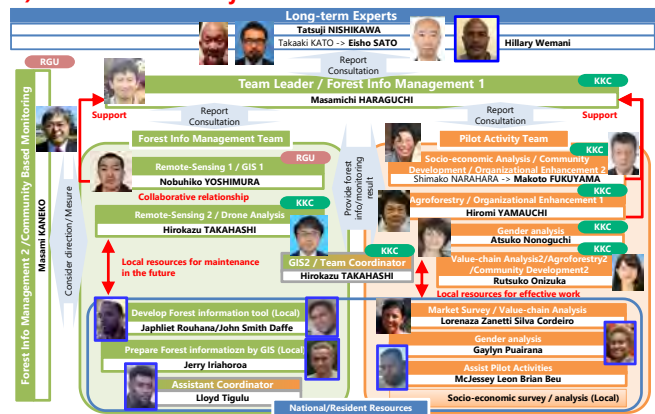 Long-term Experts
Tatsuji NISHIKAWA
Takaaki KATO -> Eisho SATO
Hillary Wemani
RGU
Report
Consultation
KKC
Team Leader / Forest Info Management 1
Masamichi HARAGUCHI
Support
Report
Consultation
Report
Consultation
Support
Forest Info Management 2 /Community Based Monitoring
Masami KANEKO
Consider direction/ Mesure
Forest Info Management Team
RGU
Remote-Sensing 1 / GIS 1
Nobuhiko YOSHIMURA
Collaborative relationship
KKC
Remote-Sensing 2 / Drone Analysis
Hirokazu TAKAHASHI
Local resources for maintenance
in the future
KKC
GIS2 / Team Coordinator
Hirokazu TAKAHASHI
Provide forest
info/monitoring
result
Pilot Activity Team
KKC
Socio-economic Analysis / Community
Development / Organizational Enhancement 2
Shimako NARAHARA -> Makoto FUKUYAMA
KKC
Agroforestry / Organizational Enhancement 1
Hiromi YAMAUCHI
KKC
Gender analysis
Atsuko Nonoguchi
KKC
Value-chain Analysis2/Agroforestry2
/Community Development2
Rutsuko Onizuka
Local resources for effective work
Develop Forest information tool (Local)
Japhliet Rouhana/John Smith Daffe
Prepare Forest informatiozn by GIS (Local)
Jerry Iriahoroa
Assistant Coordinator
Lloyd Tigulu
Market Survey / Value-chain Analysis
Lorenaza Zanetti Silva Cordeiro
Gender analysis
Gaylyn Puairana
Assist Pilot Activities
McJessey Leon Brian Beu
Socio-economic survey / analysis (Local)
National/Resident Resources